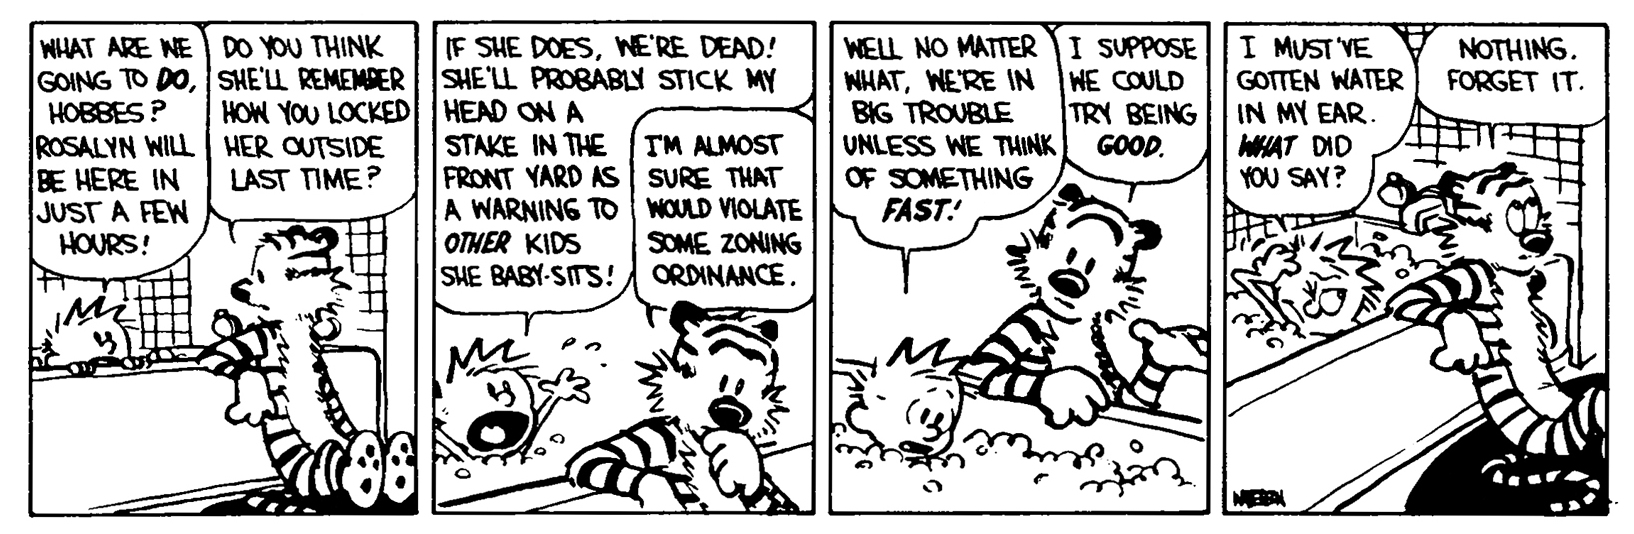 WHAT ARE WE
GOING TO DO,
HOBBES?
ROSALYN WILL
BE HERE IN
JUST A FEW
HOURS!
DO YOU THINK
SHE'LL REMEMBER
HOW YOU LOCKED
HER OUTSIDE
LAST TIME?
IF SHE DOES, WE'RE DEAD!
SHE'LL PROBABLY STICK MY
HEAD ON A
STAKE IN THE
FRONT YARD AS
A WARNING TO
OTHER KIDS
SHE BABY-SITS!
I'M ALMOST
SURE THAT
WOULD VIOLATE
SOME ZONING
ORDINANCE.
WELL NO MATTER
WHAT, WE'RE IN
BIG TROUBLE
UNLESS WE THINK
OF SOMETHING
FAST!
I SUPPOSE
WE COULD
TRY BEING
GOOD.
I MUST'VE
GOTTEN WATER
IN MY EAR.
WHAT DID
YOU SAY?
NOTHING.
FORGET IT.